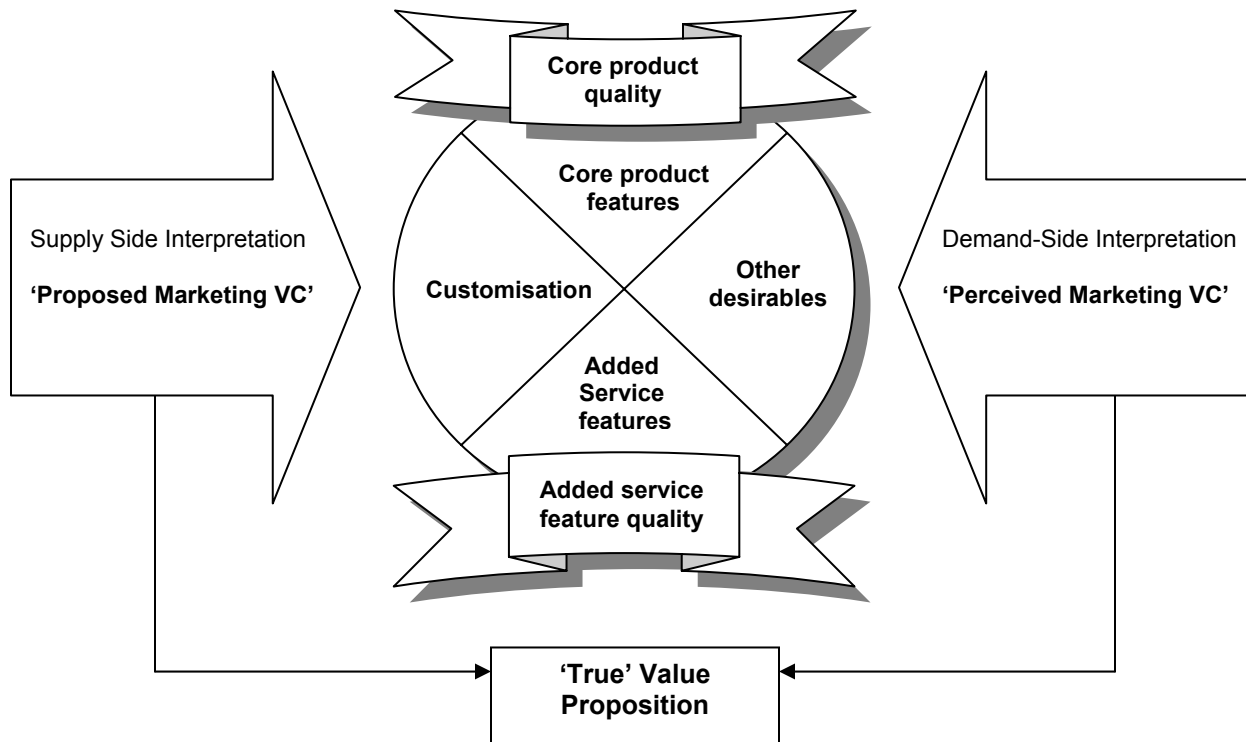 Core product
quality
Core product
features
Supply Side Interpretation
‘Proposed Marketing VC’
Customisation
Other
desirables
Demand-Side Interpretation
‘Perceived Marketing VC’
Added
Service
features
Added service
feature quality
‘True’ Value
Proposition